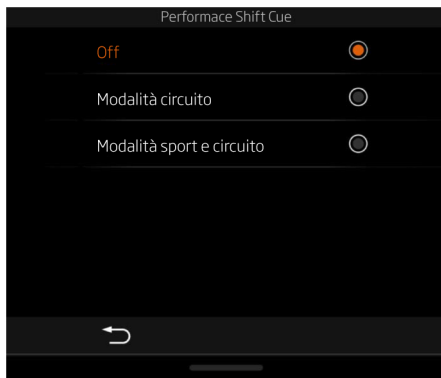 Performace Shift Cue
Off
Modalità circuito
Modalità sport e circuito